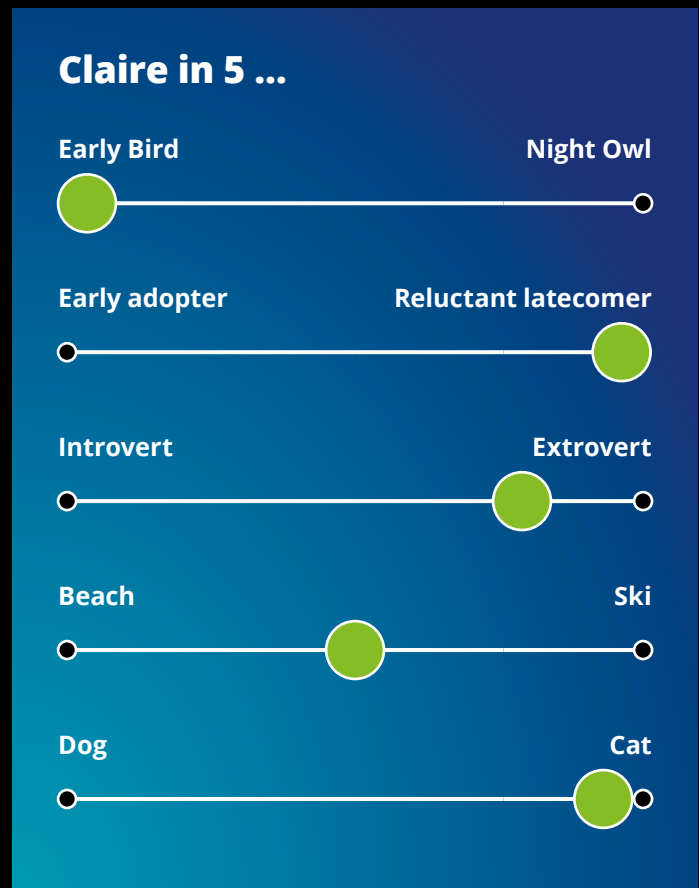 Claire in 5 ...
Early Bird Night Owl
Early adopter Reluctant latecomer
Introvert Extrovert
Beach Ski
Dog Cat